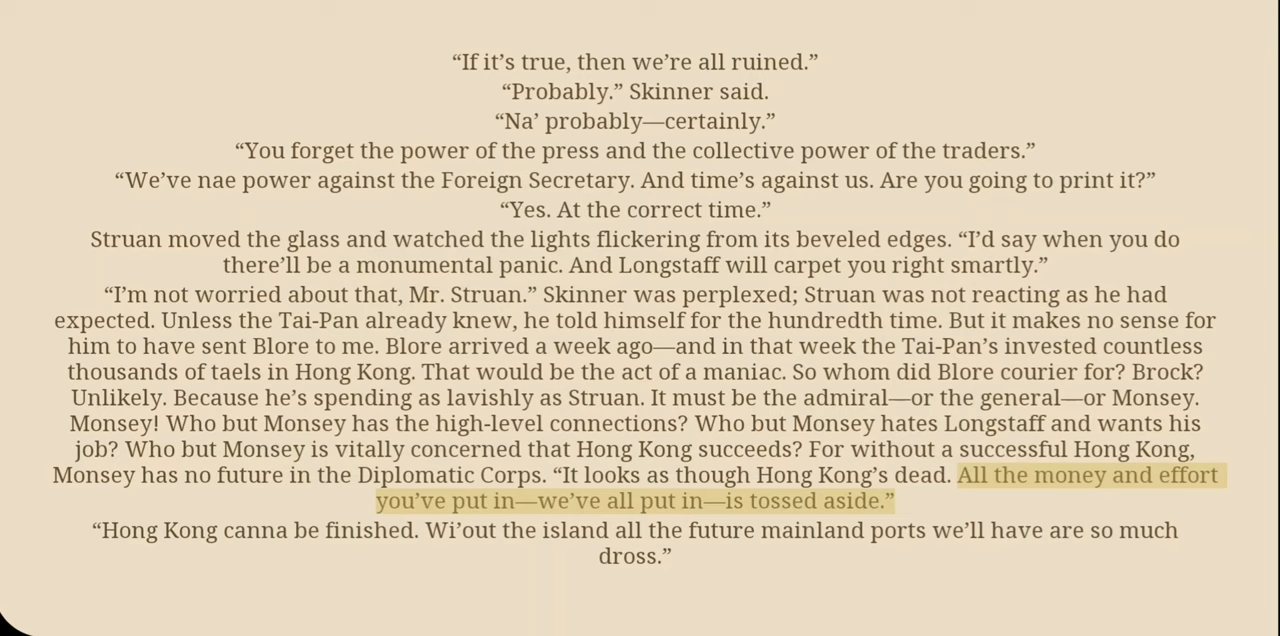 “If it’s true, then we’re all ruined.”
“Probably.” Skinner said.
“Na’ probably—certainly.”
“You forget the power of the press and the collective power of the traders.”
“We’ve nae power against the Foreign Secretary. And time’s against us. Are you going to print it?”
“Yes. At the correct time.”
Struan moved the glass and watched the lights flickering from its beveled edges. “I’d say when you do
there’ll be a monumental panic. And Longstaff will carpet you right smartly.”
“I’m not worried about that, Mr. Struan.” Skinner was perplexed; Struan was not reacting as he had
expected. Unless the Tai-Pan already knew, he told himself for the hundredth time. But it makes no sense for
him to have sent Blore to me. Blore arrived a week ago—and in that week the Tai-Pan’s invested countless
thousands of taels in Hong Kong. That would be the act of a maniac. So whom did Blore courier for? Brock?
Unlikely. Because he’s spending as lavishly as Struan. It must be the admiral—or the general—or Monsey.
Monsey! Who but Monsey has the high-level connections? Who but Monsey hates Longstaff and wants his
job? Who but Monsey is vitally concerned that Hong Kong succeeds? For without a successful Hong Kong,
Monsey has no future in the Diplomatic Corps. “It looks as though Hong Kong’s dead. All the money and effort
you’ve put in—we’ve all put in—is tossed aside.”
“Hong Kong canna be finished. Wi’out the island all the future mainland ports we’ll have are so much
dross.”